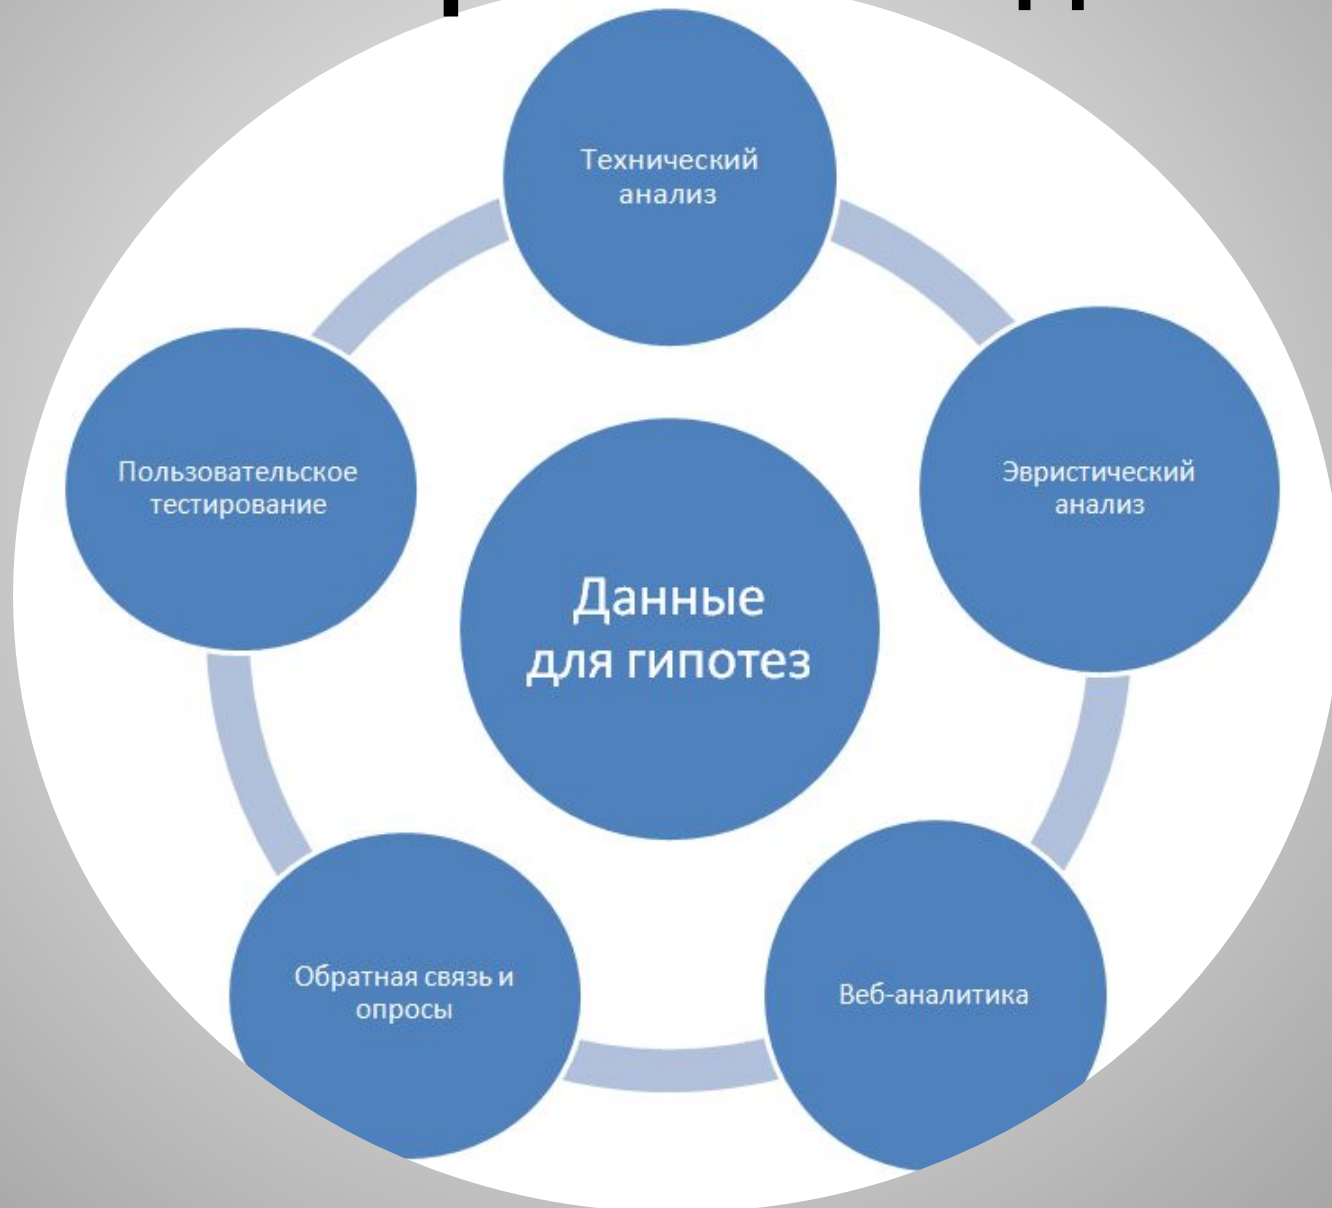 Технический
анализ
Эвристический
анализ
Пользовательское
тестирование
Данные
для гипотез
Обратная связь и
опросы
Веб-аналитика